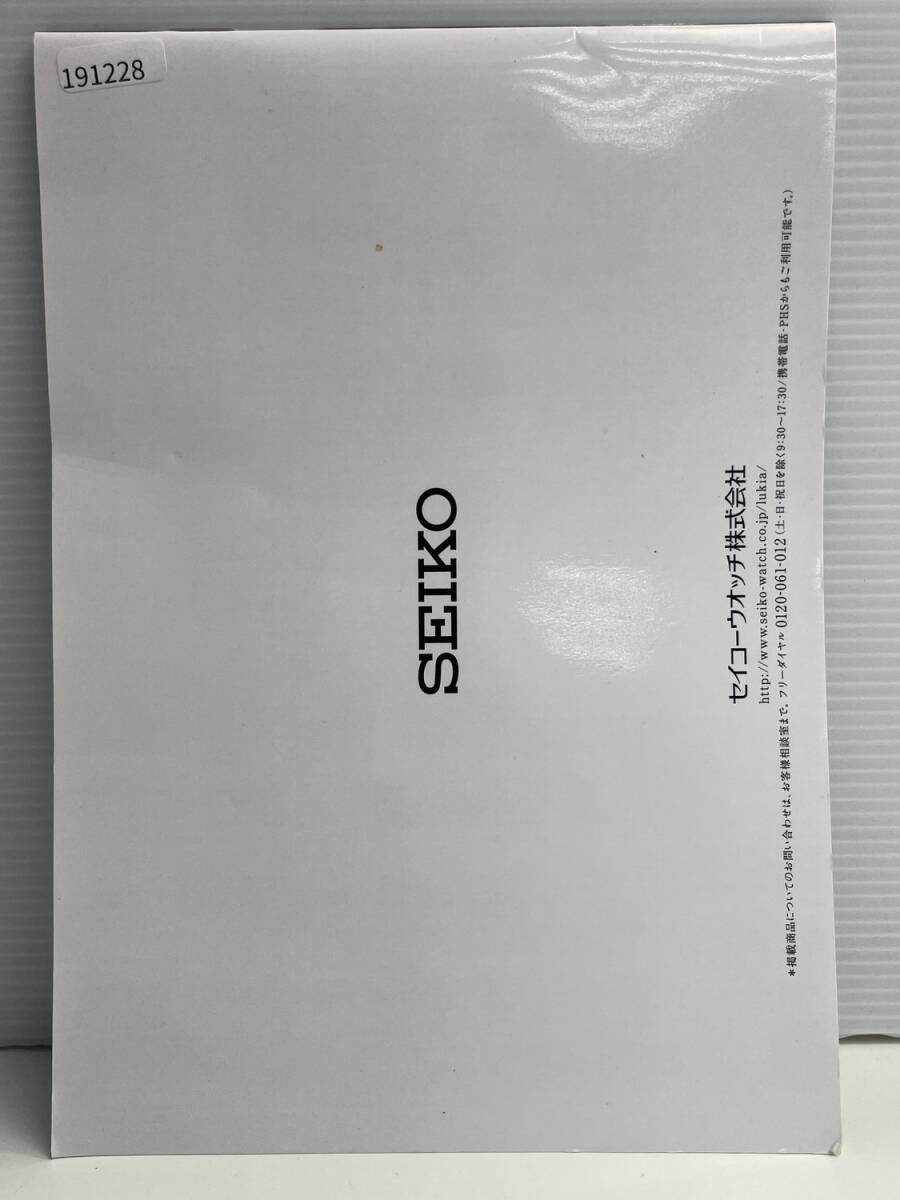 191228
SEIKO
セイコーウオッチ株式会社
http://www.seiko-watch.co.jp/lukia/
＊掲載商品についてのお問い合わせは、お客様相談室まで。フリーダイヤル 0120-061-012(土・日・祝日を除く9:30〜17:30/携帯電話・PHSからもご利用可能です。)